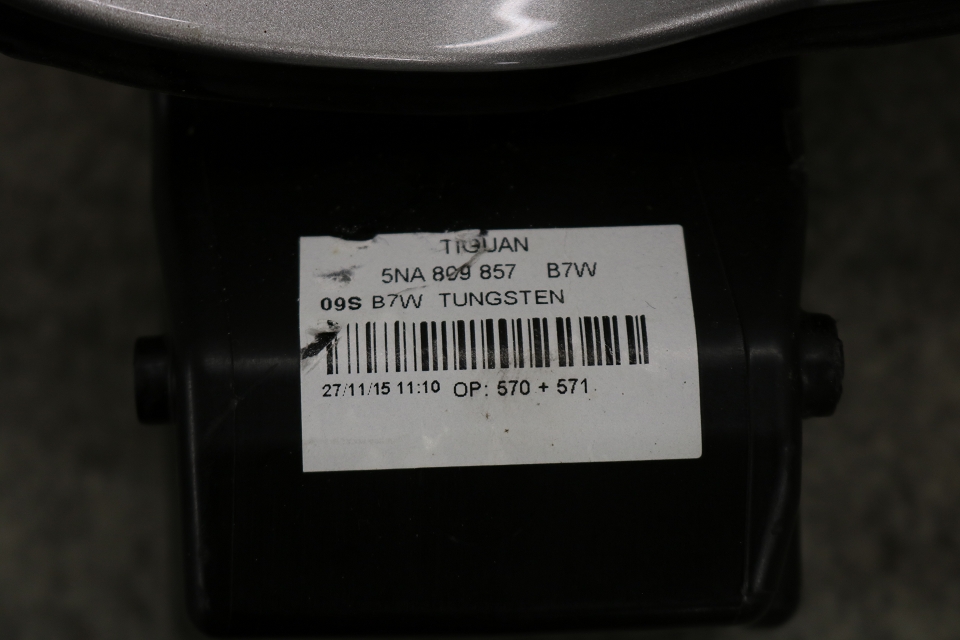 TIGUAN
5NA 809 857 B7W
09S B7W TUNGSTEN
27/11/15 11:10 OP: 570 + 571